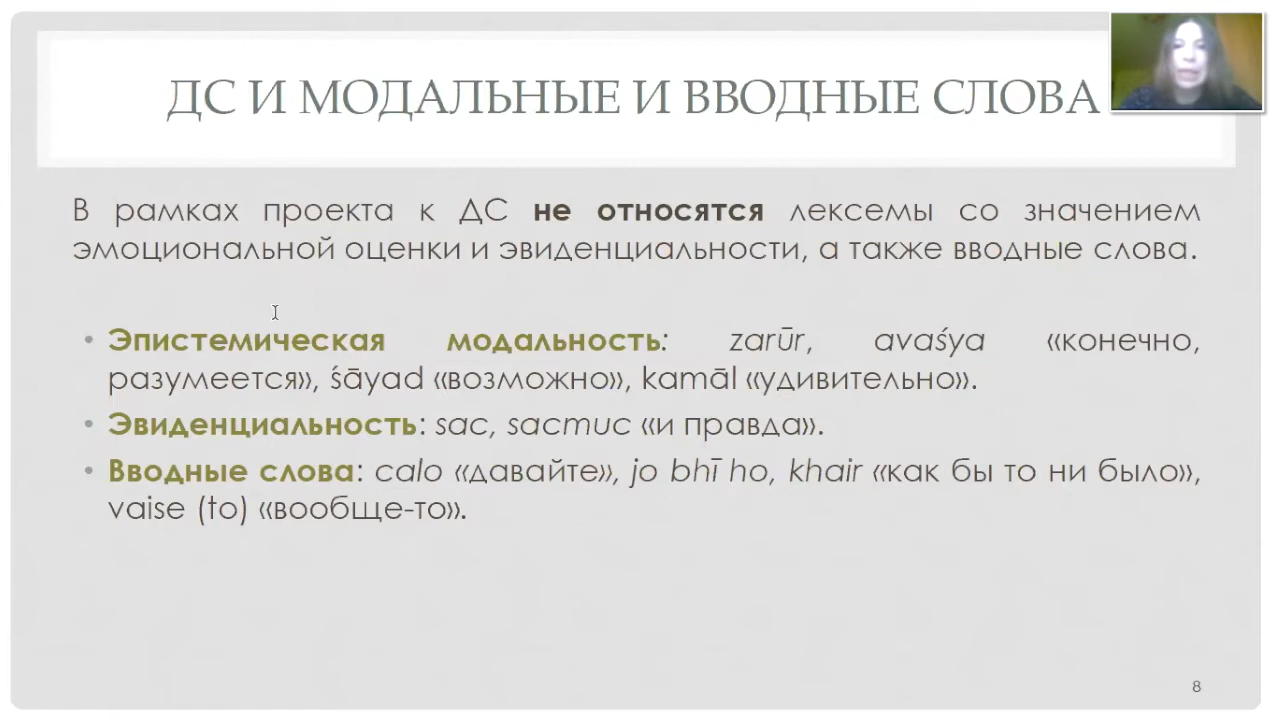 ДС И МОДАЛЬНЫЕ И ВВОДНЫЕ СЛОВА
В рамках проекта к ДС не относятся лексемы со значением
эмоциональной оценки и эвиденциальности, а также вводные слова.
• Эпистемическая модальность: zarūr, avaśya «конечно,
разумеется», śāyad «возможно», kamāl «удивительно».
• Эвиденциальность: sac, sacmuc «и правда».
• Вводные слова: calo «давайте», jo bhī ho, khair «как бы то ни было»,
vaise (to) «вообще-то».
8